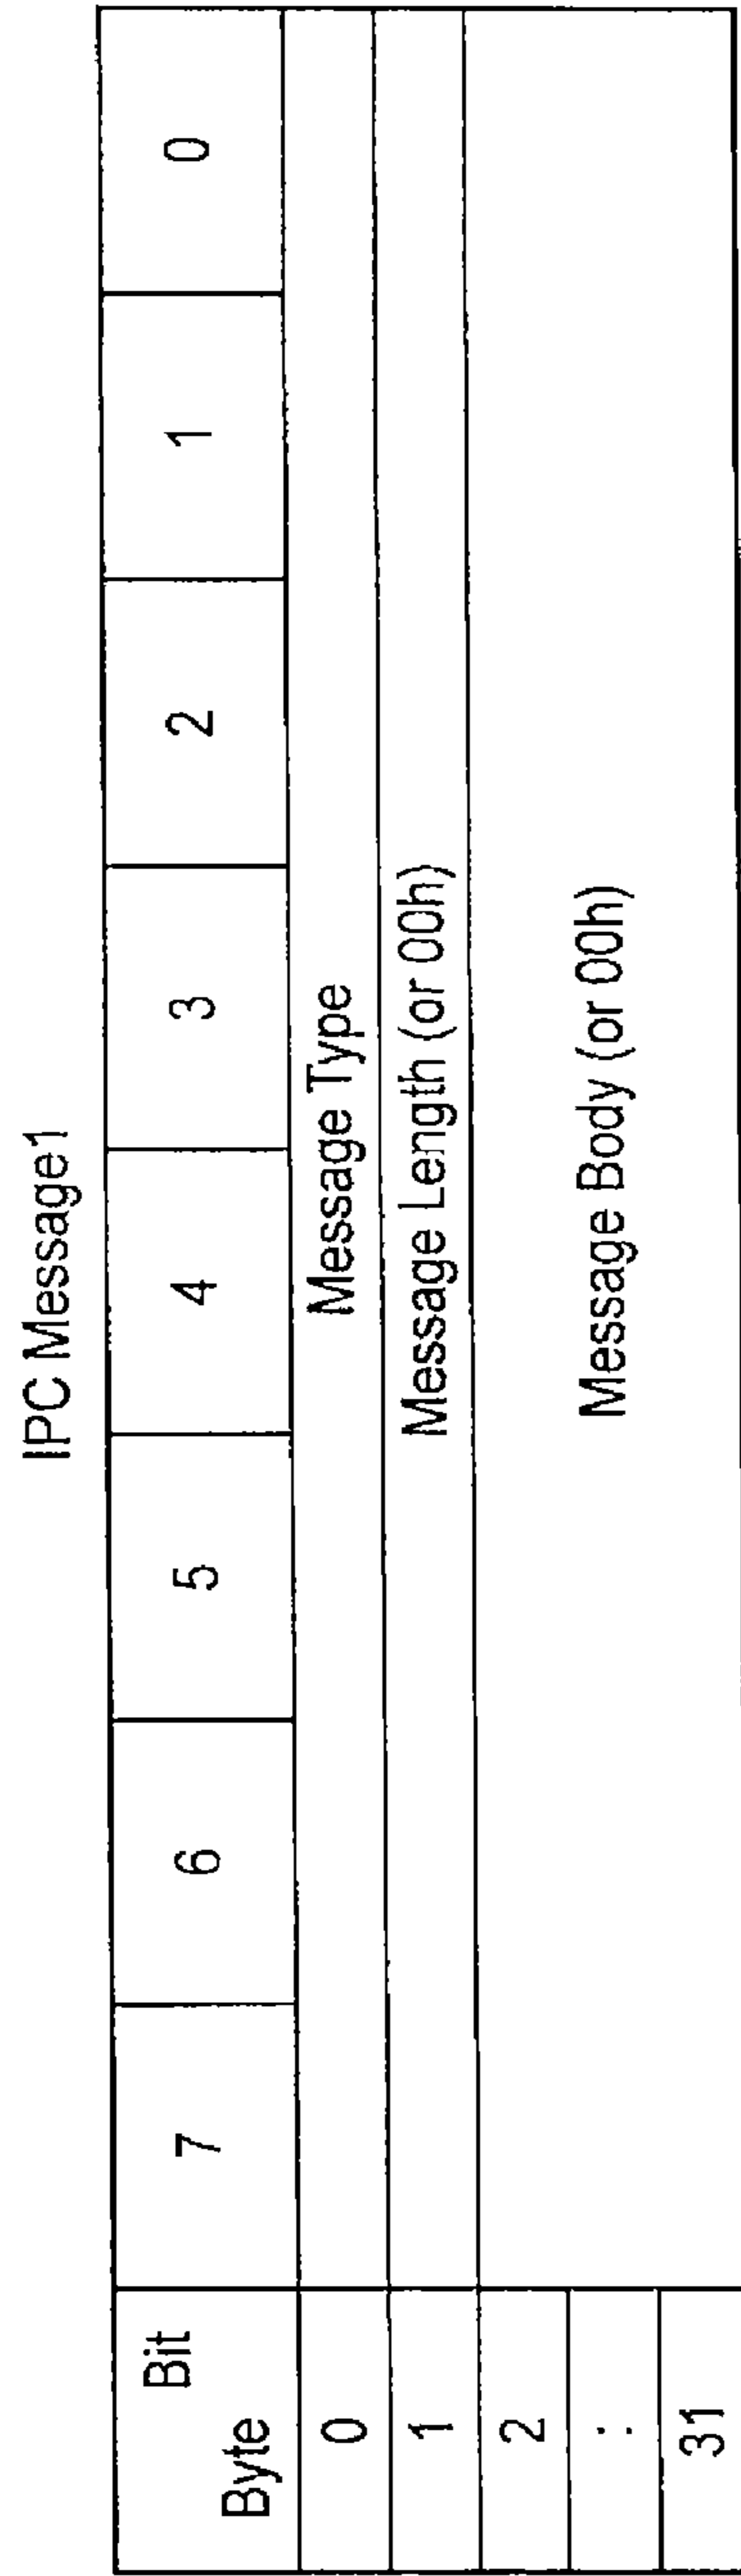 IPC Message1
Bit 7 6 5 4 3 2 1 0
Byte
0 Message Type
1 Message Length (or 00h)
2
: Message Body (or 00h)
31